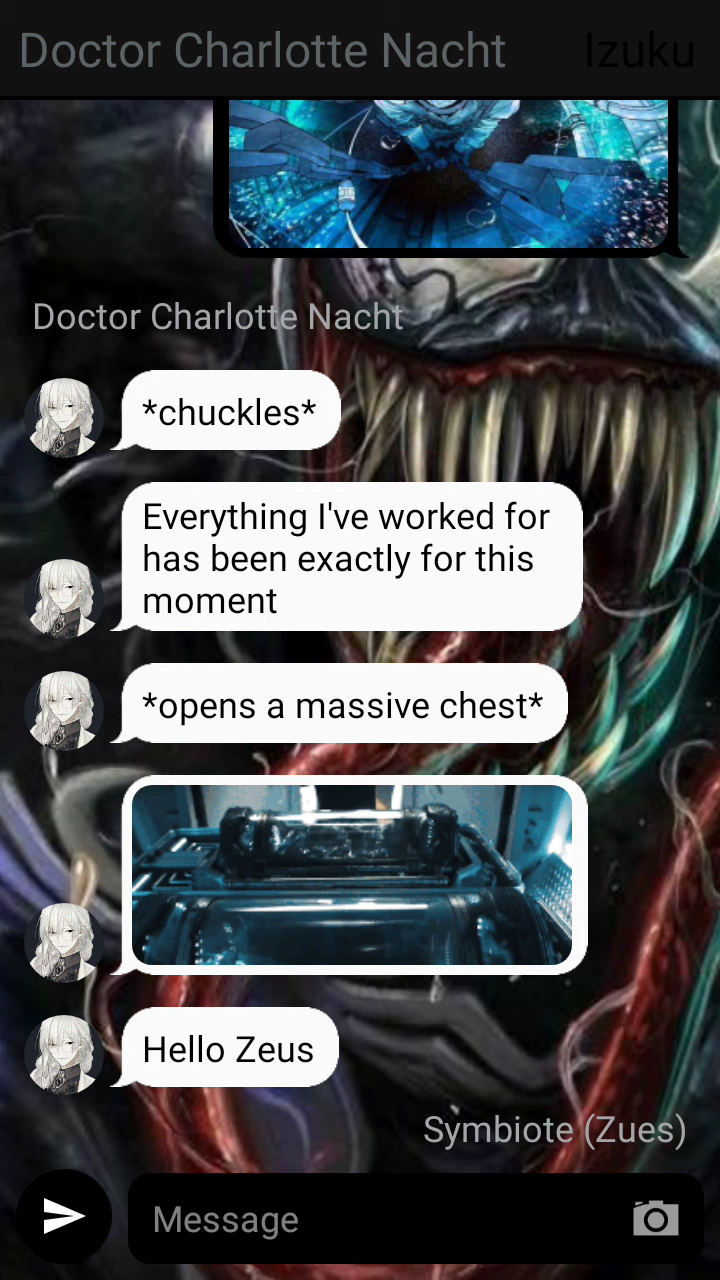 Doctor Charlotte Nacht Izuku
Doctor Charlotte Nacht
*chuckles*
Everything I've worked for
has been exactly for this
moment
*opens a massive chest*
Hello Zeus
Symbiote (Zues)
Message